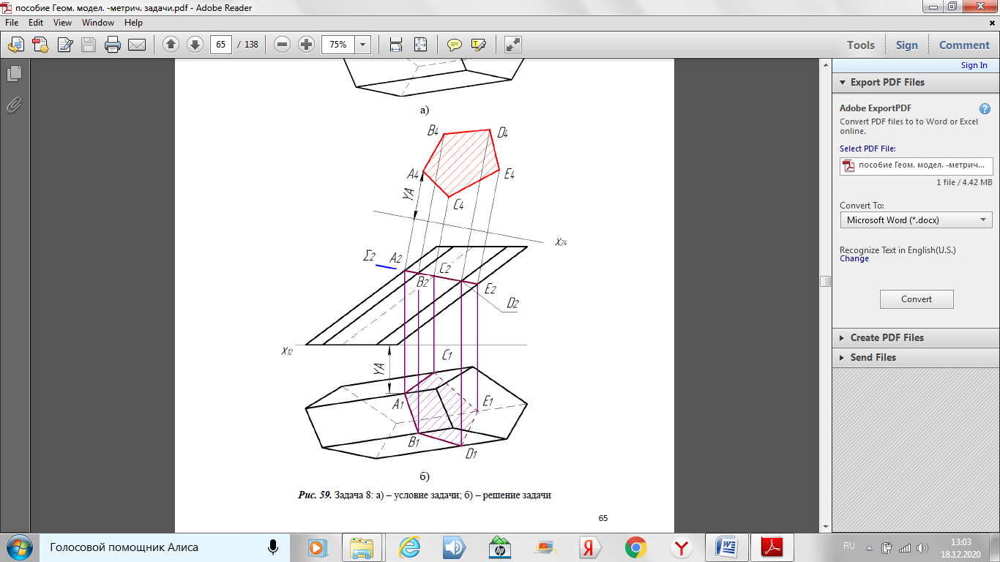 пособие Геом. модел. -метрич. задачи.pdf - Adobe Reader
File Edit View Window Help
65 / 138 75% Tools Sign Comment
Sign In
Export PDF Files
Adobe ExportPDF
Convert PDF files to to Word or Excel
online.
Select PDF File:
пособие Геом. модел. -метрич...
1 file / 4.42 MB
Convert To:
Microsoft Word (*.docx)
Recognize Text in English(U.S.)
Change
Convert
Create PDF Files
Send Files
а)
B4
D4
A4
E4
YA
C4
X24
Σ2
A2
C2
B2
E2
D2
X12
C1
YA
A1
E1
B1
D1
б)
Рис. 59. Задача 8: а) – условие задачи; б) – решение задачи
65
Голосовой помощник Алиса
RU
13:03
18.12.2020